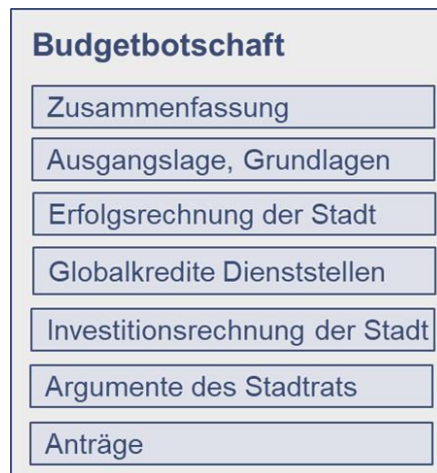 Budgetbotschaft
Zusammenfassung
Ausgangslage, Grundlagen
Erfolgsrechnung der Stadt
Globalkredite Dienststellen
Investitionsrechnung der Stadt
Argumente des Stadtrats
Anträge